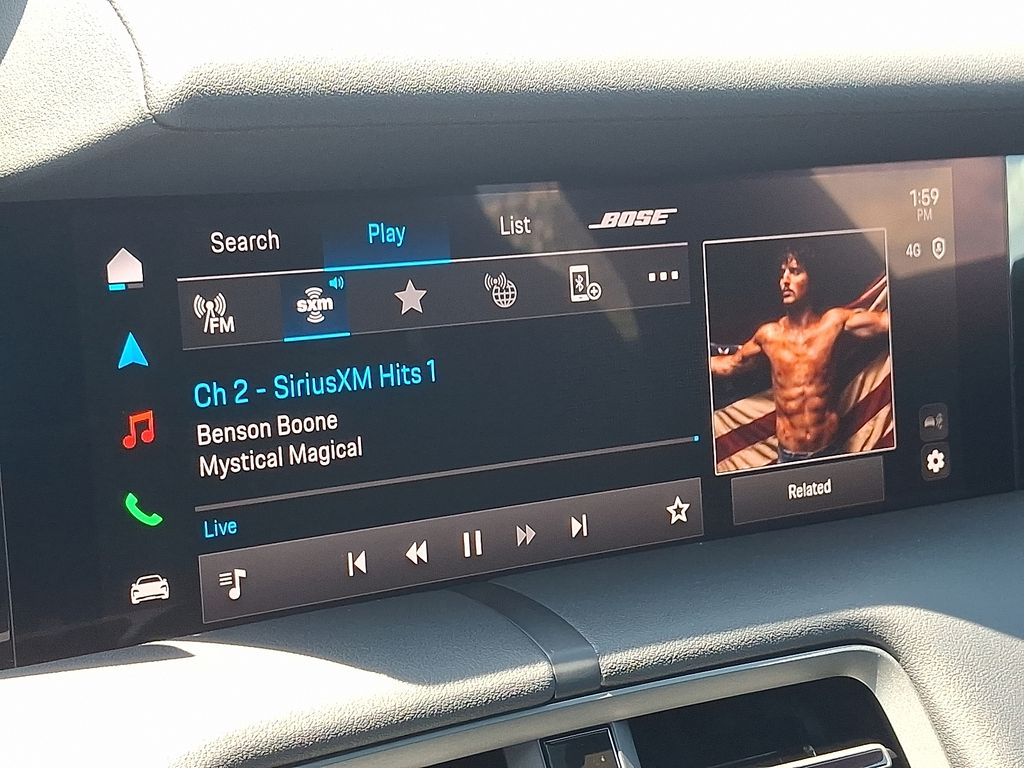 Search
Play
List
BOSE
1:59
PM
4G
FM
sxm
Ch 2 - SiriusXM Hits 1
Benson Boone
Mystical Magical
Live
Related